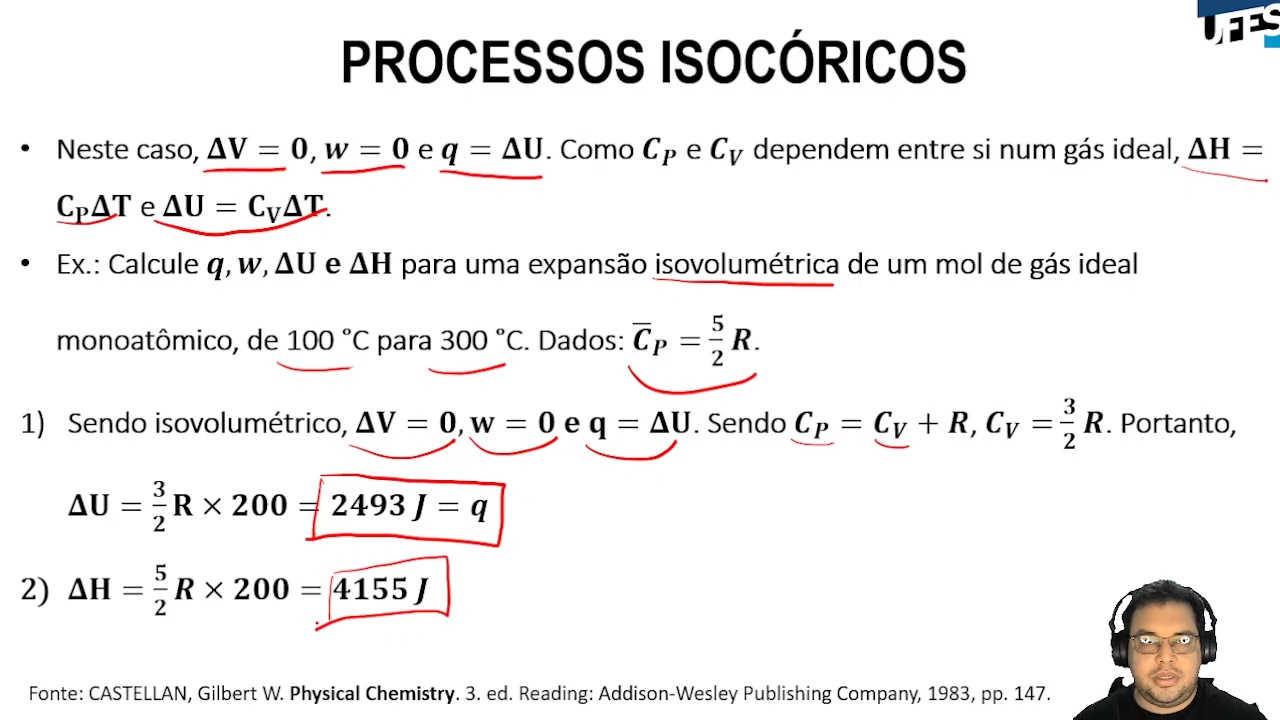 UFES
PROCESSOS ISOCÓRICOS
• Neste caso, ΔV = 0, w = 0 e q = ΔU. Como C_P e C_V dependem entre si num gás ideal, ΔH =
C_PΔT e ΔU = C_VΔT.
• Ex.: Calcule q, w, ΔU e ΔH para uma expansão isovolumétrica de um mol de gás ideal
monoatômico, de 100 °C para 300 °C. Dados: C̅_P = 5/2 R.
1) Sendo isovolumétrico, ΔV = 0, w = 0 e q = ΔU. Sendo C_P = C_V + R, C_V = 3/2 R. Portanto,
ΔU = 3/2 R × 200 = 2493 J = q
2) ΔH = 5/2 R × 200 = 4155 J
Fonte: CASTELLAN, Gilbert W. Physical Chemistry. 3. ed. Reading: Addison-Wesley Publishing Company, 1983, pp. 147.